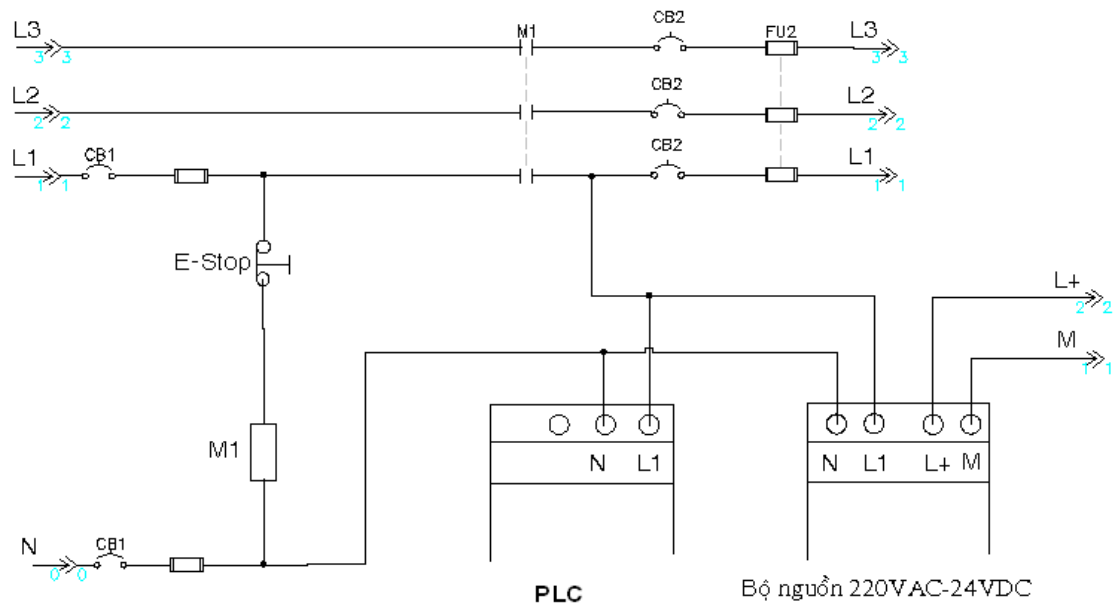 CB2
L3
M1
FU2
L3
3 3
3 3
L2
CB2
L2
2 2
2 2
L1
CB1
CB2
L1
1 1
1 1
E-Stop
L+
2 2
M
1 1
M1
N L1
N L1 L+ M
N
CB1
0 0
PLC
Bộ nguồn 220VAC-24VDC